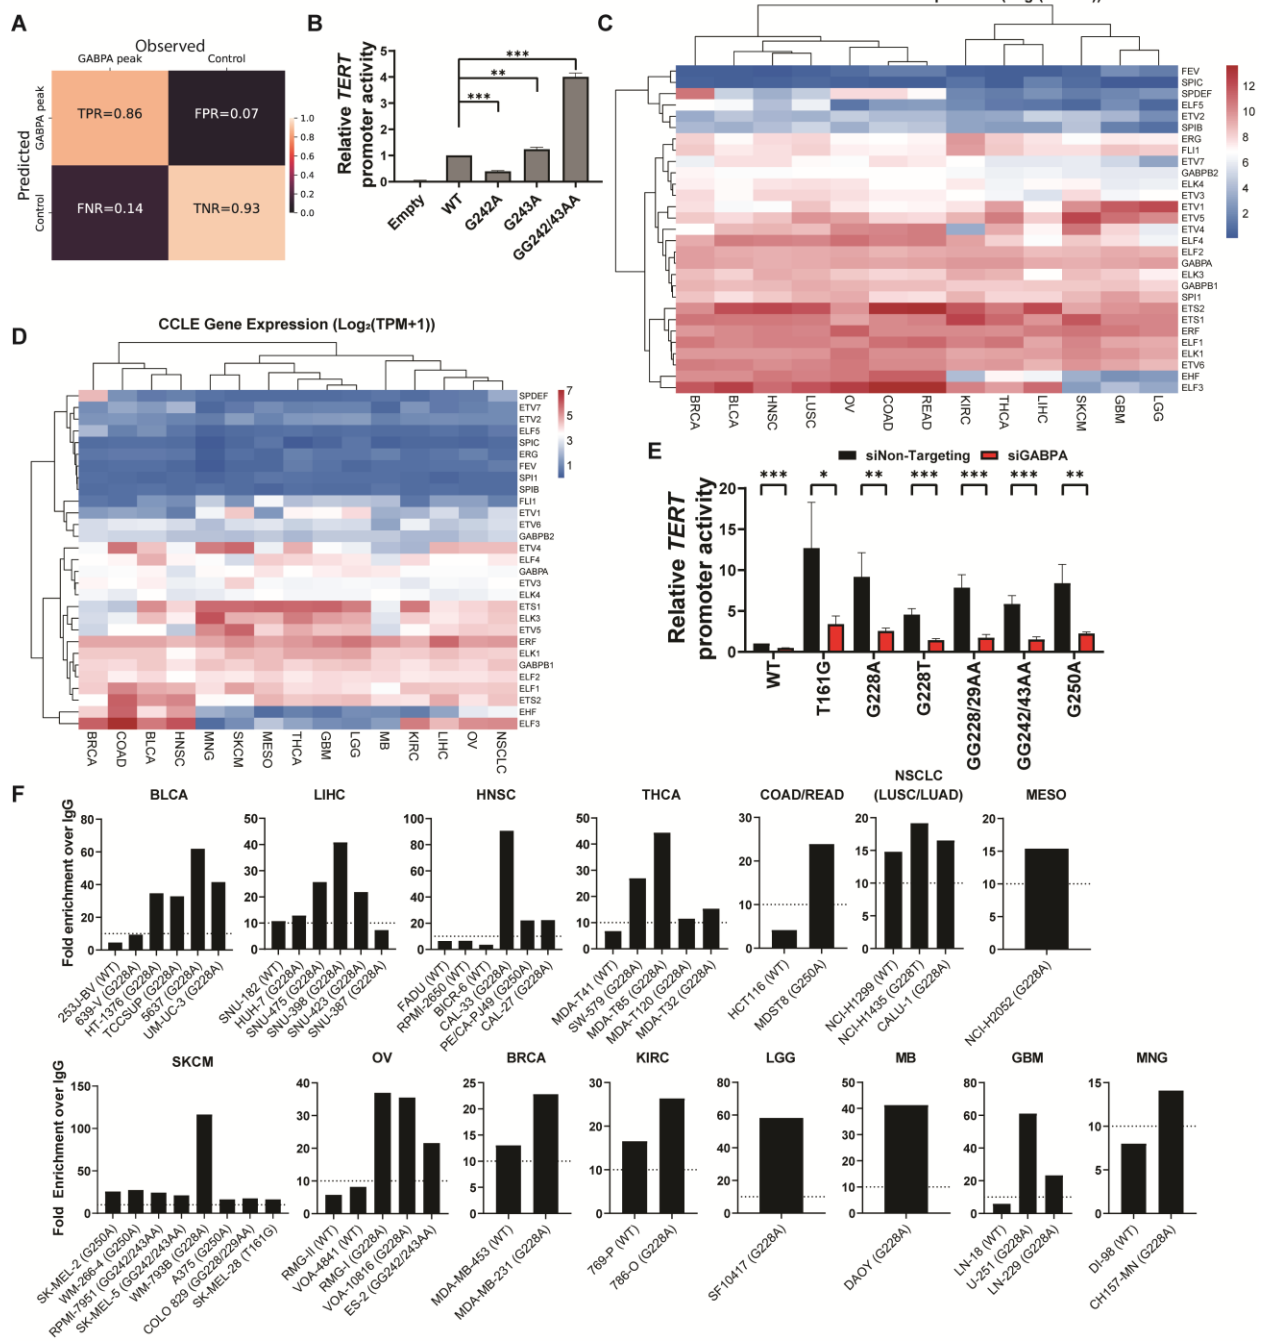 A
Observed
GABPA peak
Control
Predicted
GABPA peak
Control
TPR=0.86
FPR=0.07
FNR=0.14
TNR=0.93
1.0
0.8
0.6
0.4
0.2
0.0
B
Relative TERT
promoter activity
5
4
3
2
1
0
***
**
***
Empty
WT
G242A
G243A
GG242/43AA
C
FEV
SPIC
SPDEF
ELF5
ETV2
SPIB
ERG
FLI1
ETV7
GABPB2
ELK4
ETV3
ETV1
ETV5
ETV4
ELF4
ELF2
GABPA
ELK3
GABPB1
SPI1
ETS2
ETS1
ERF
ELF1
ELK1
ETV6
EHF
ELF3
12
10
8
6
4
2
BRCA
BLCA
HNSC
LUSC
OV
COAD
READ
KIRC
THCA
LIHC
SKCM
GBM
LGG
D
CCLE Gene Expression (Log₂(TPM+1))
SPDEF
ETV7
ETV2
ELF5
SPIC
ERG
FEV
SPI1
SPIB
FLI1
ETV1
ETV6
GABPB2
ETV4
ELF4
GABPA
ETV3
ELK4
ETS1
ELK3
ETV5
ERF
ELK1
GABPB1
ELF2
ELF1
ETS2
EHF
ELF3
7
5
3
1
BRCA
COAD
BLCA
HNSC
MNG
SKCM
MESO
THCA
GBM
LGG
MB
KIRC
LIHC
OV
NSCLC
E
siNon-Targeting
siGABPA
Relative TERT
promoter activity
20
15
10
5
0
***
*
**
***
***
***
**
WT
T161G
G228A
G228T
GG228/29AA
GG242/43AA
G250A
F
Fold enrichment over IgG
BLCA
80
60
40
20
0
253J-BV (WT)
639-V (G228A)
HT-1376 (G228A)
TCCSUP (G228A)
5637 (G228A)
UM-UC-3 (G228A)
LIHC
50
40
30
20
10
0
SNU-182 (WT)
HUH-7 (G228A)
SNU-475 (G228A)
SNU-398 (G228A)
SNU-423 (G228A)
SNU-387 (G228A)
HNSC
100
80
60
40
20
0
FADU (WT)
RPMI-2650 (WT)
BICR-6 (WT)
CAL-33 (G228A)
PE/CA-PJ49 (G250A)
CAL-27 (G228A)
THCA
50
40
30
20
10
0
MDA-T41 (WT)
SW-579 (G228A)
MDA-T85 (G228A)
MDA-T120 (G228A)
MDA-T32 (G228A)
COAD/READ
30
20
10
0
HCT116 (WT)
MDST8 (G250A)
NSCLC
(LUSC/LUAD)
20
15
10
5
0
NCI-H1299 (WT)
NCI-H1435 (G228T)
CALU-1 (G228A)
MESO
20
15
10
5
0
NCI-H2052 (G228A)
Fold Enrichment over IgG
SKCM
150
100
50
0
SK-MEL-2 (G250A)
WM-266-4 (G250A)
RPMI-7951 (GG242/243AA)
SK-MEL-5 (GG242/243AA)
WM-793B (G228A)
A375 (G250A)
COLO 829 (GG228/229AA)
SK-MEL-28 (T161G)
OV
40
30
20
10
0
RMG-II (WT)
VOA-4841 (WT)
RMG-I (G228A)
VOA-10816 (G228A)
ES-2 (GG242/243AA)
BRCA
25
20
15
10
5
0
MDA-MB-453 (WT)
MDA-MB-231 (G228A)
KIRC
30
20
10
0
769-P (WT)
786-O (G228A)
LGG
80
60
40
20
0
SF10417 (G228A)
MB
50
40
30
20
10
0
DAOY (G228A)
GBM
80
60
40
20
0
LN-18 (WT)
U-251 (G228A)
LN-229 (G228A)
MNG
15
10
5
0
DI-98 (WT)
CH157-MN (G228A)